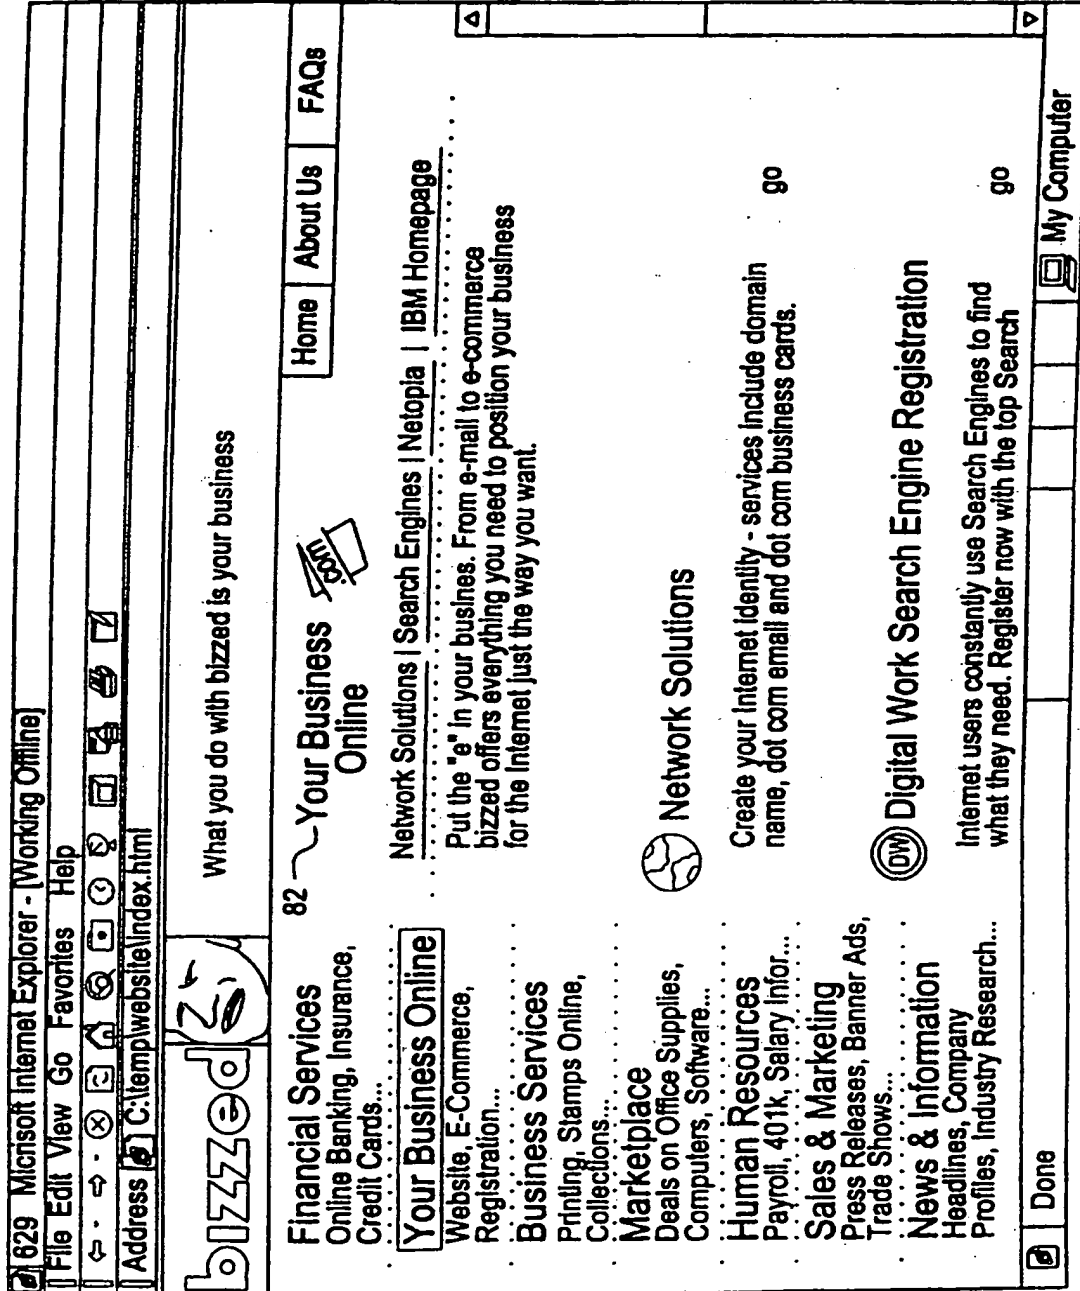 629 Micrisoft Internet Explorer - [Working Offline]
File Edit View Go Favorites Help
Address C:\temp\website\index.html
bizzed
What you do with bizzed is your business
Home | About Us | FAQs
Financial Services
Online Banking, Insurance,
Credit Cards...
Your Business Online
Website, E-Commerce,
Registration...
Business Services
Printing, Stamps Online,
Collections...
Marketplace
Deals on Office Supplies,
Computers, Software...
Human Resources
Payroll, 401k, Salary Infor...
Sales & Marketing
Press Releases, Banner Ads,
Trade Shows...
News & Information
Headlines, Company
Profiles, Industry Research...
82
Your Business
Online
.com
Network Solutions | Search Engines | Netopia | IBM Homepage
Put the "e" in your busines. From e-mail to e-commerce
bizzed offers everything you need to position your business
for the Internet just the way you want.
Network Solutions
Create your Internet identity - services include domain
name, dot com email and dot com business cards.
go
DW Digital Work Search Engine Registration
Internet users constantly use Search Engines to find
what they need. Register now with the top Search
go
Done
My Computer